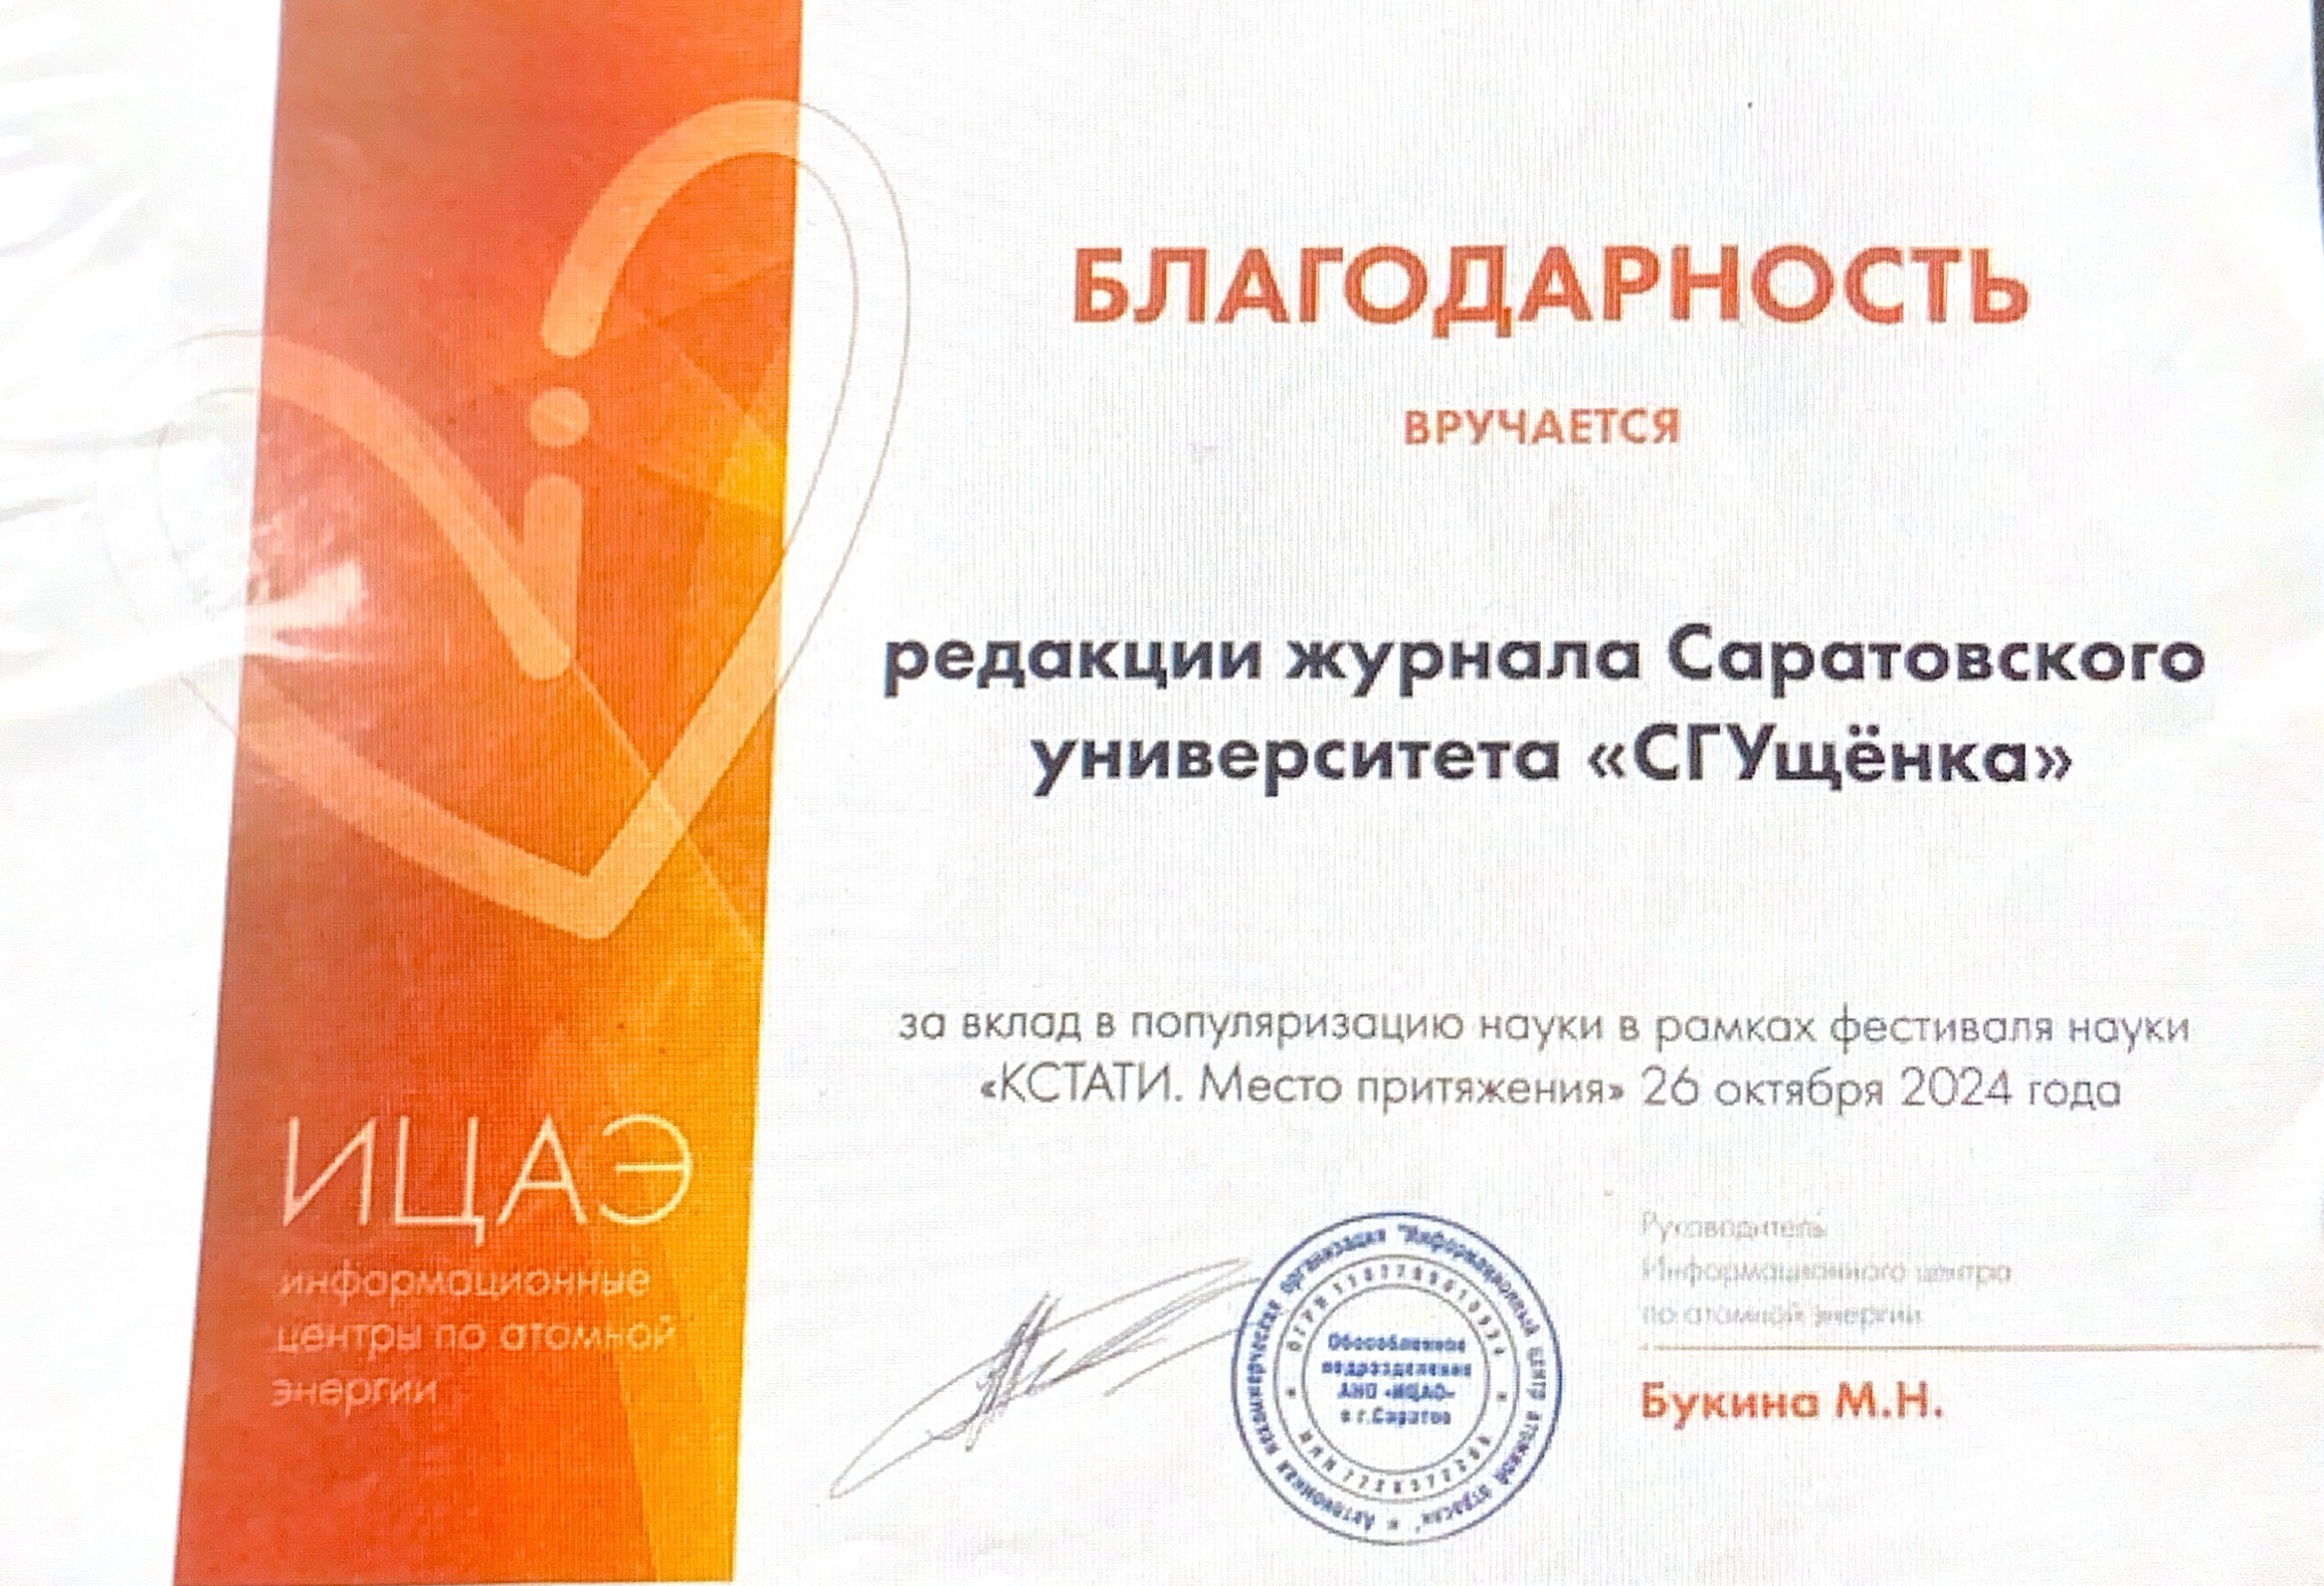 БЛАГОДАРНОСТЬ
ВРУЧАЕТСЯ
редакции журнала Саратовского
университета «СГУщёнка»
за вклад в популяризацию науки в рамках фестиваля науки
«КСТАТИ. Место притяжения» 26 октября 2024 года
ИЦАЭ
информационные
центры по атомной
энергии
Руководитель
Информационного центра
по атомной энергии
Букина М.Н.
Автономная некоммерческая организация "Информационный центр атомной отрасли"
ОГРН
ИНН
Обособленное
подразделение
АНО «ИЦАО»
в г.Саратов